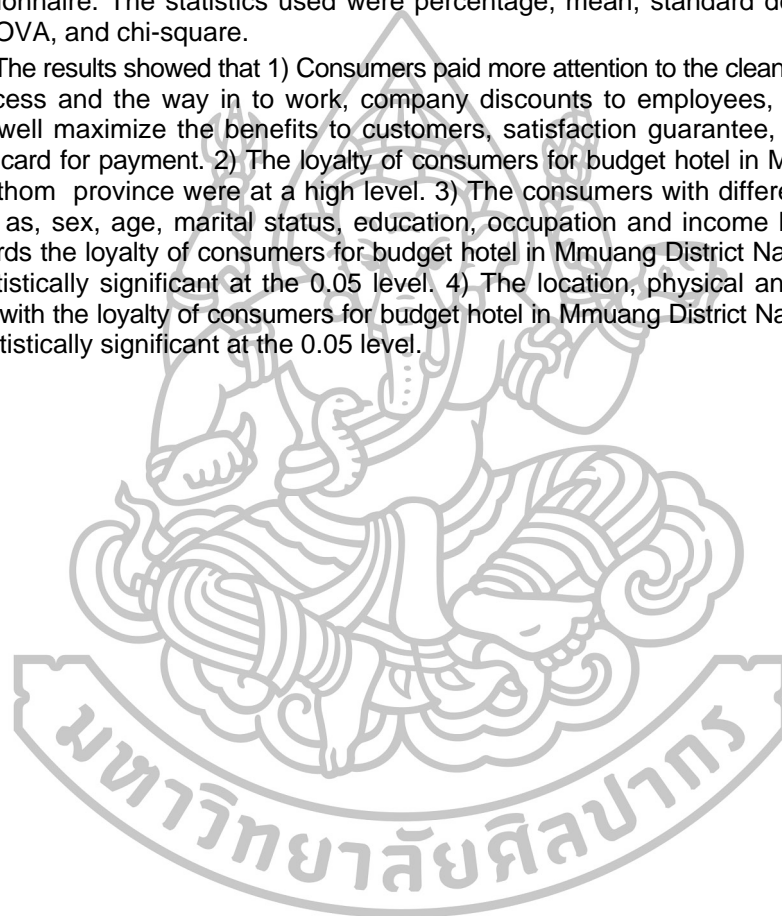 onnaire. The statistics used were percentage, mean, standard de
OVA, and chi-square.
The results showed that 1) Consumers paid more attention to the clean
cess and the way in to work, company discounts to employees,
well maximize the benefits to customers, satisfaction guarantee,
card for payment. 2) The loyalty of consumers for budget hotel in M
thom province were at a high level. 3) The consumers with differe
as, sex, age, marital status, education, occupation and income l
rds the loyalty of consumers for budget hotel in Mmuang District Na
tistically significant at the 0.05 level. 4) The location, physical an
with the loyalty of consumers for budget hotel in Mmuang District Na
tistically significant at the 0.05 level.
มหาวิทยาลัยศิลปากร